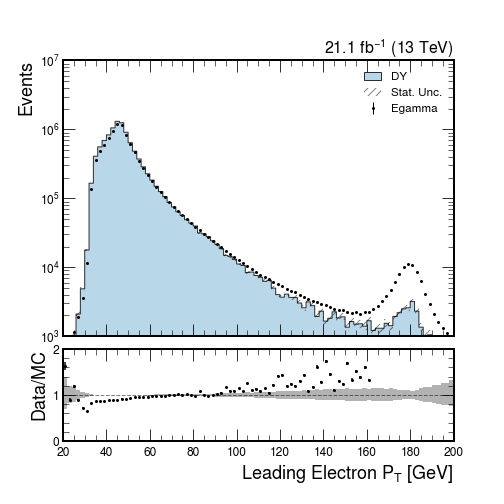 21.1 fb⁻¹ (13 TeV)
Events
10⁷
10⁶
10⁵
10⁴
10³
DY
Stat. Unc.
Egamma
Data/MC
2
1
0
20 40 60 80 100 120 140 160 180 200
Leading Electron P_T [GeV]